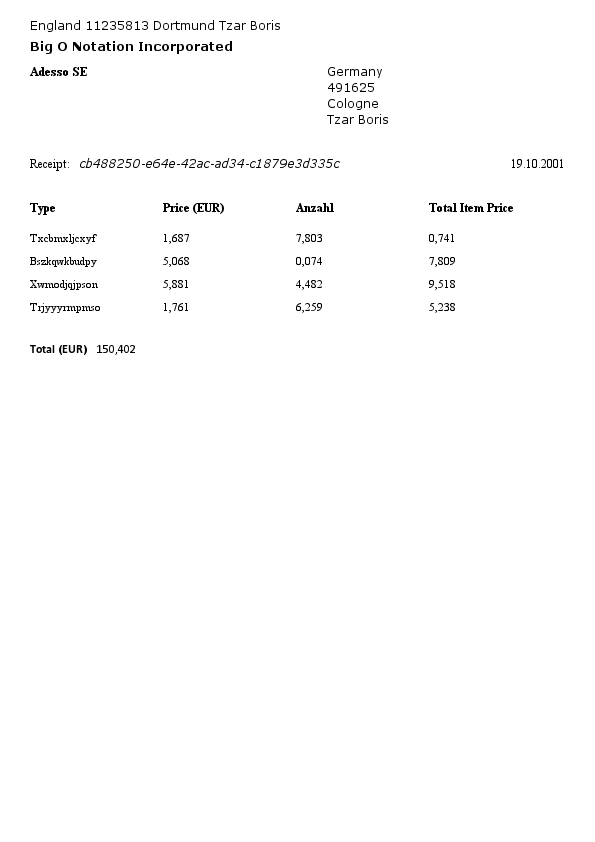 England 11235813 Dortmund Tzar Boris
Big O Notation Incorporated
Adesso SE
Germany
491625
Cologne
Tzar Boris
Receipt: cb488250-e64e-42ac-ad34-c1879e3d335c 19.10.2001
Type Price (EUR) Anzahl Total Item Price
Txcbmxljcxyf 1,687 7,803 0,741
Bszkqwkbudpy 5,068 0,074 7,809
Xwmodjqjpson 5,881 4,482 9,518
Trjyyyrmpmso 1,761 6,259 5,238
Total (EUR) 150,402